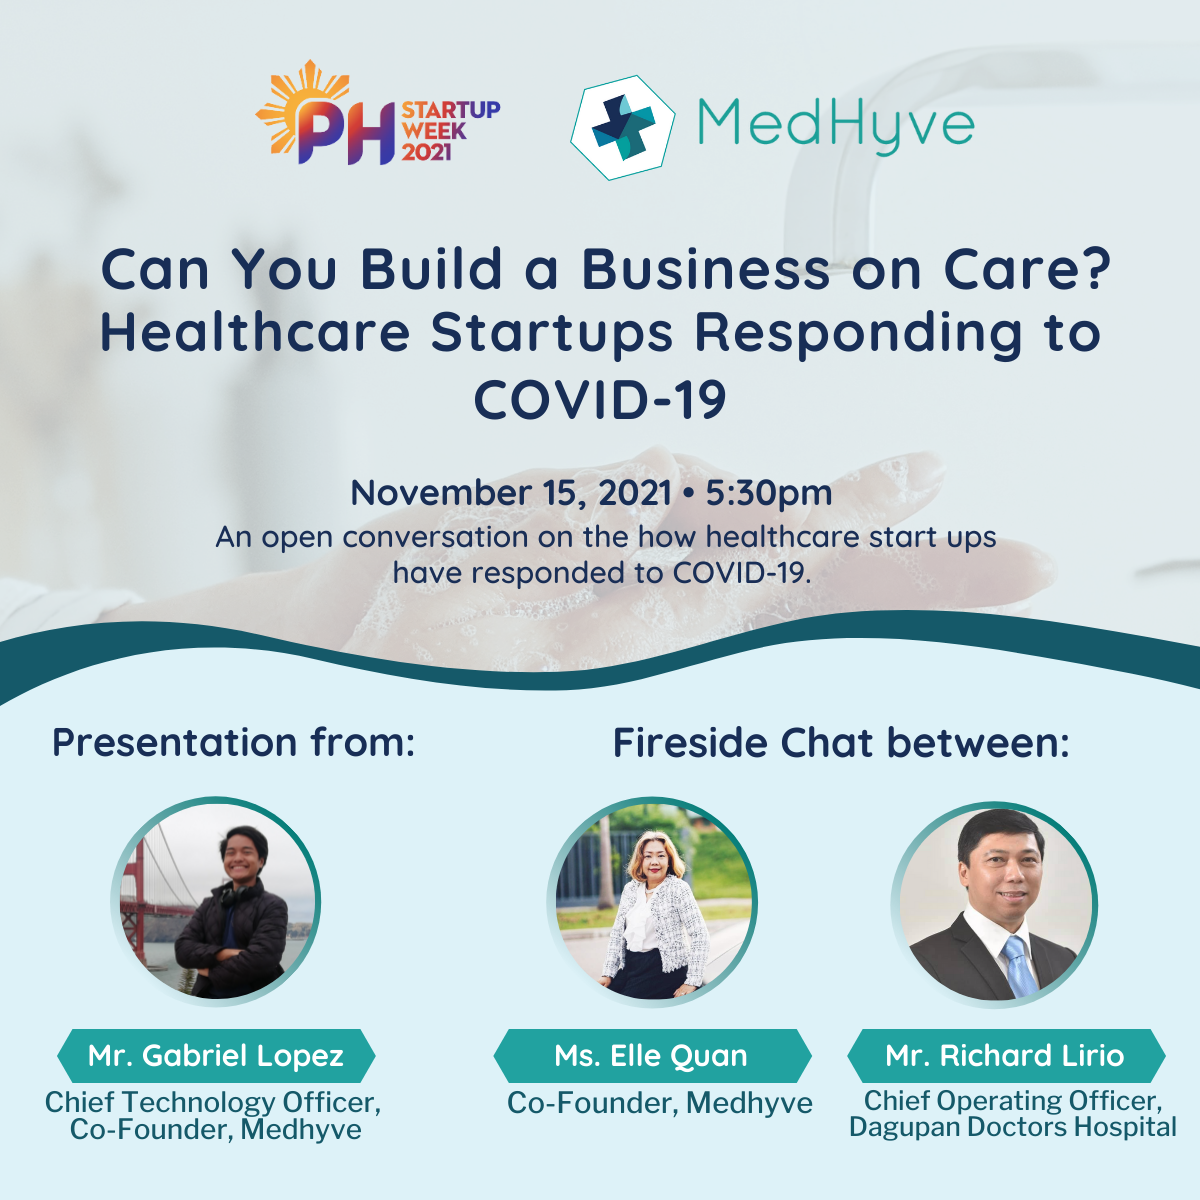 PH STARTUP
WEEK
2021
MedHyve
Can You Build a Business on Care?
Healthcare Startups Responding to
COVID-19
November 15, 2021 • 5:30pm
An open conversation on the how healthcare start ups
have responded to COVID-19.
Presentation from:
Fireside Chat between:
Mr. Gabriel Lopez
Chief Technology Officer,
Co-Founder, Medhyve
Ms. Elle Quan
Co-Founder, Medhyve
Mr. Richard Lirio
Chief Operating Officer,
Dagupan Doctors Hospital